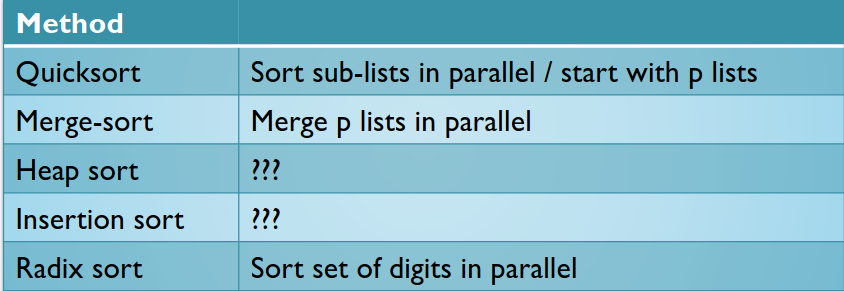 Method
Quicksort Sort sub-lists in parallel / start with p lists
Merge-sort Merge p lists in parallel
Heap sort ???
Insertion sort ???
Radix sort Sort set of digits in parallel